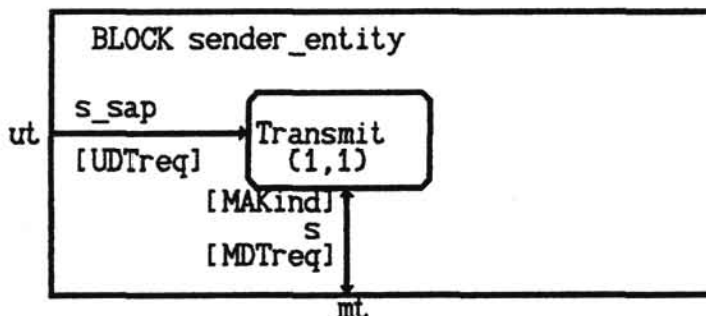 BLOCK sender_entity
s_sap
ut
Transmit
[UDTreq]
(1,1)
[MAKind]
s
[MDTreq]
mt